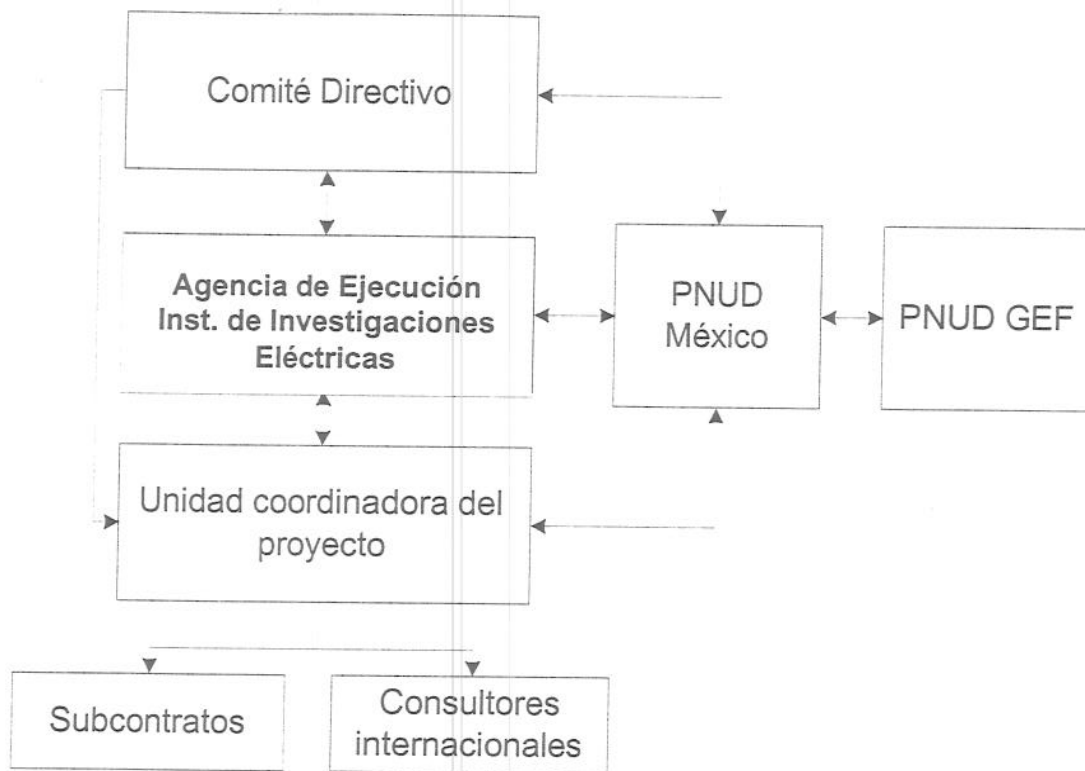 Comité Directivo
Agencia de Ejecución
Inst. de Investigaciones
Eléctricas
PNUD
México
PNUD GEF
Unidad coordinadora del
proyecto
Subcontratos
Consultores
internacionales